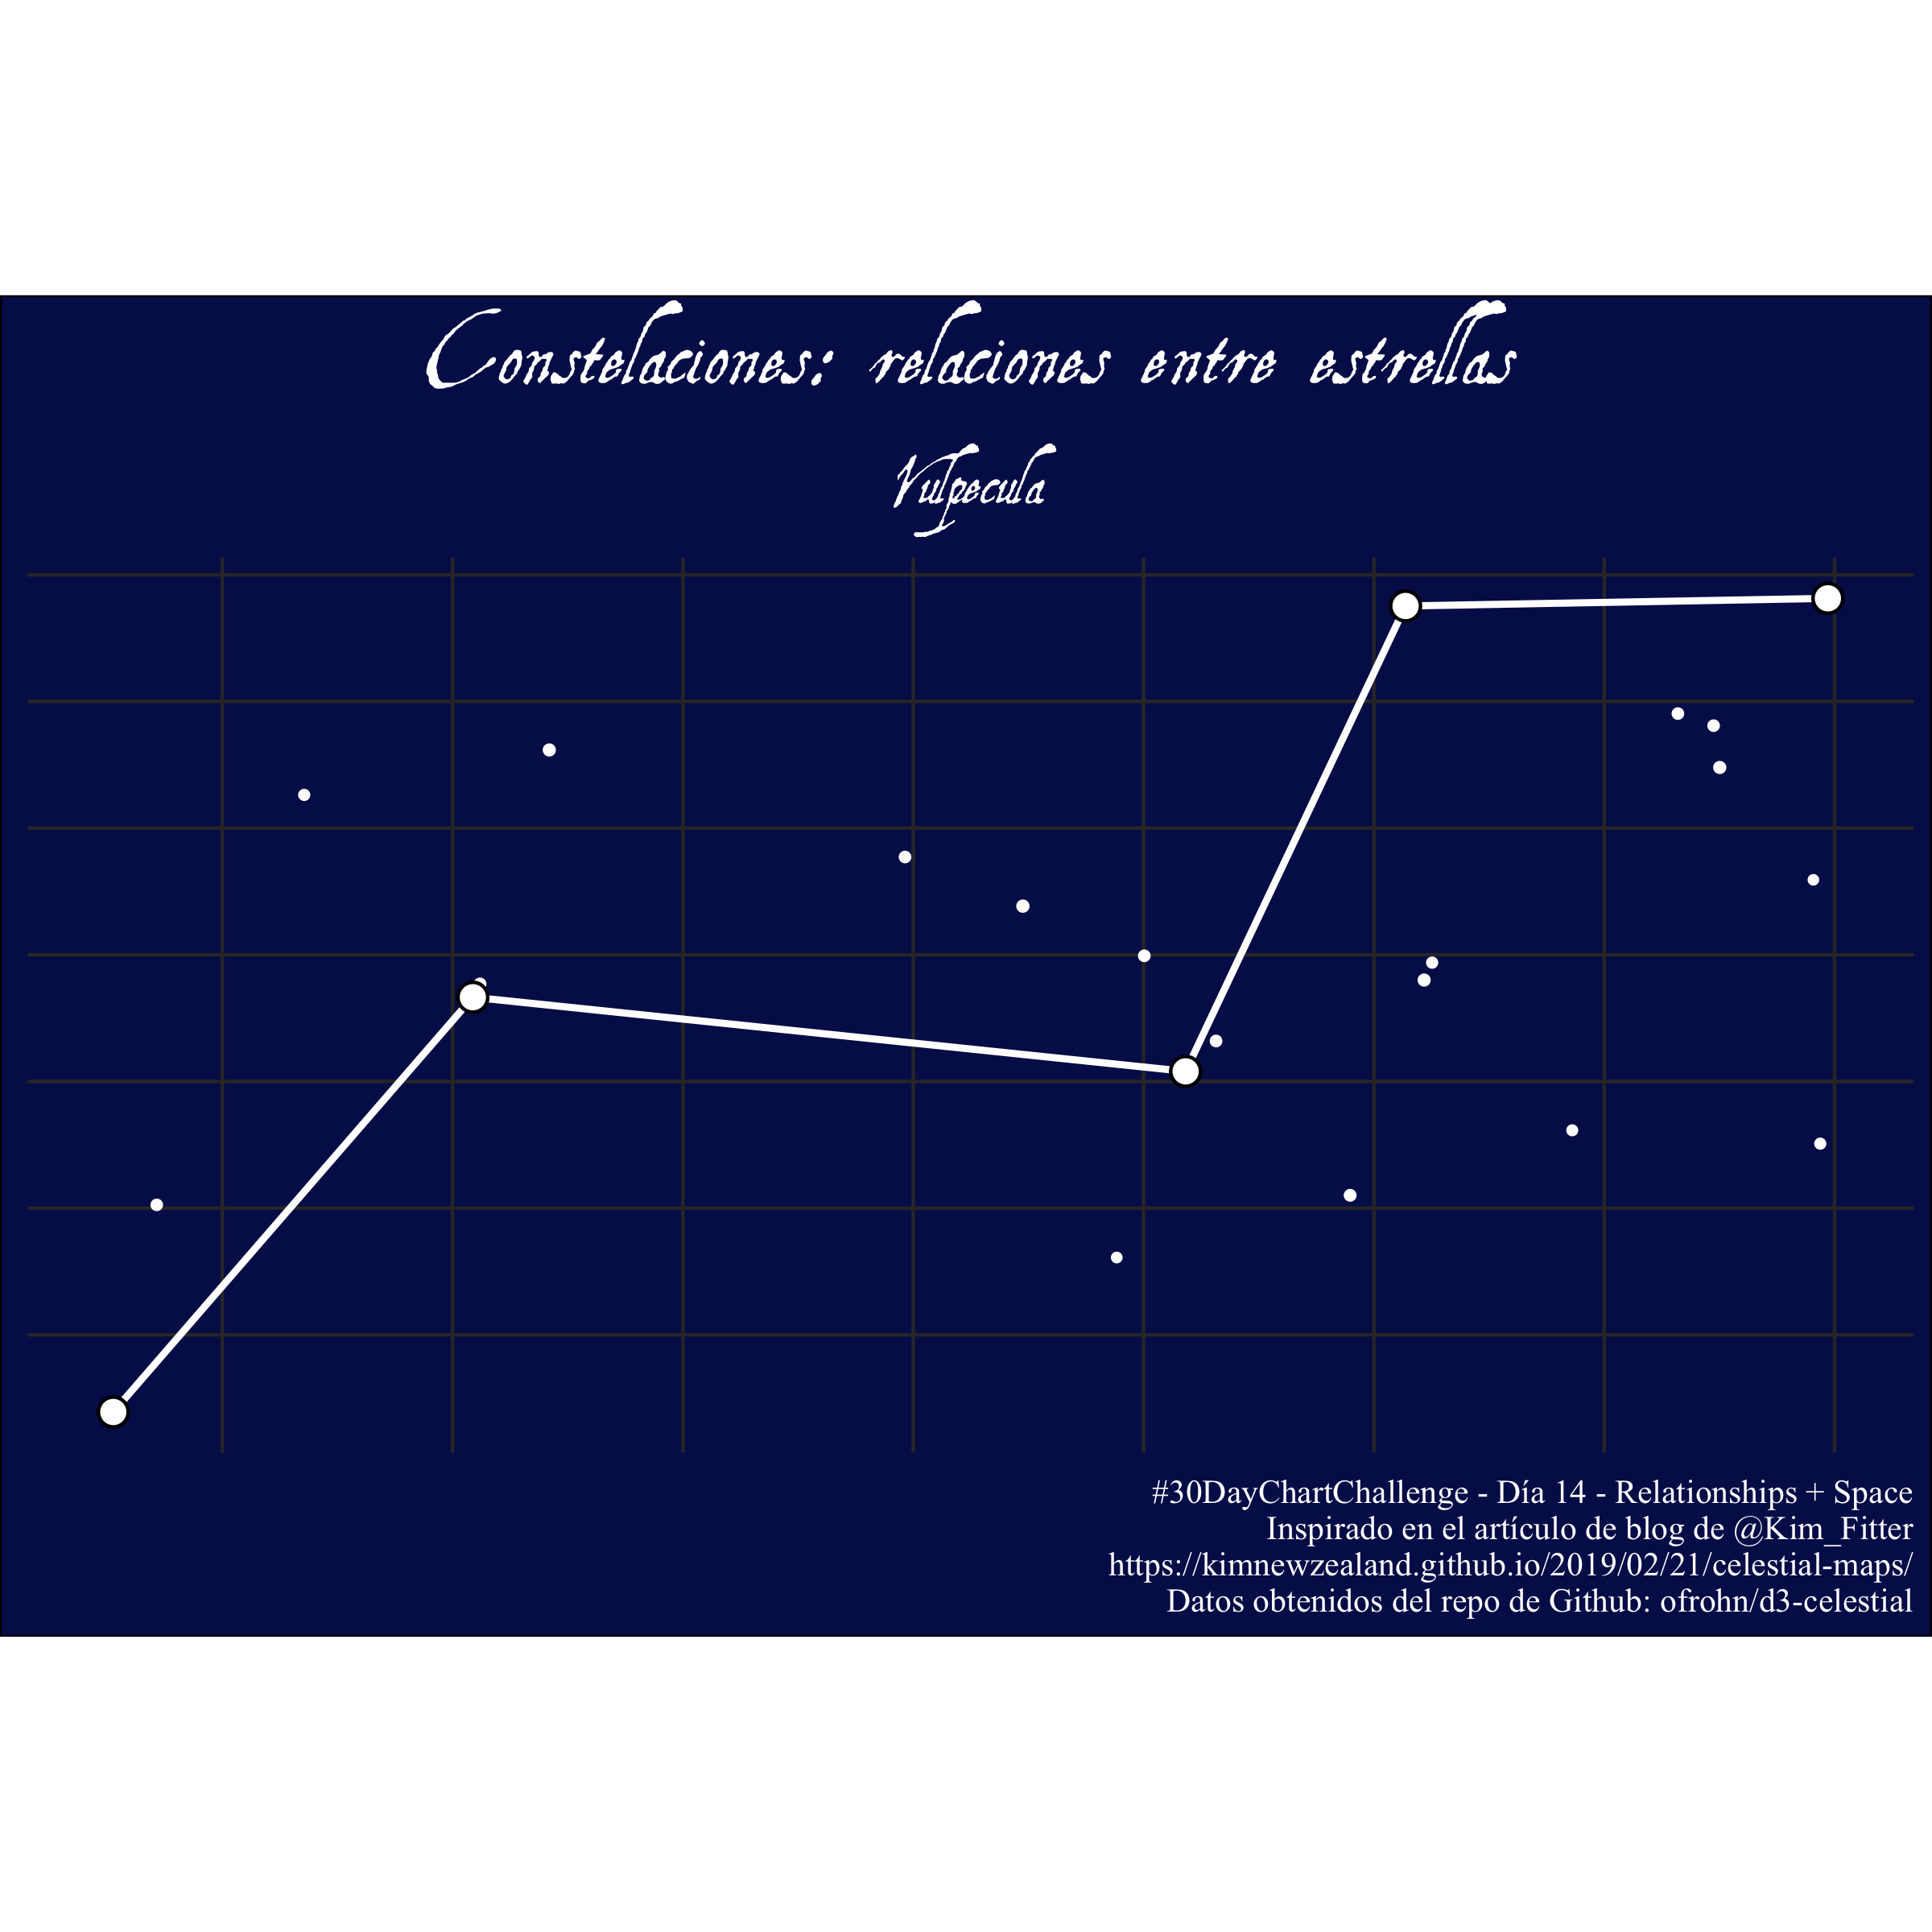 Constelaciones: relaciones entre estrellas
Vulpecula
#30DayChartChallenge - Día 14 - Relationships + Space
Inspirado en el artículo de blog de @Kim_Fitter
https://kimnewzealand.github.io/2019/02/21/celestial-maps/
Datos obtenidos del repo de Github: ofrohn/d3-celestial